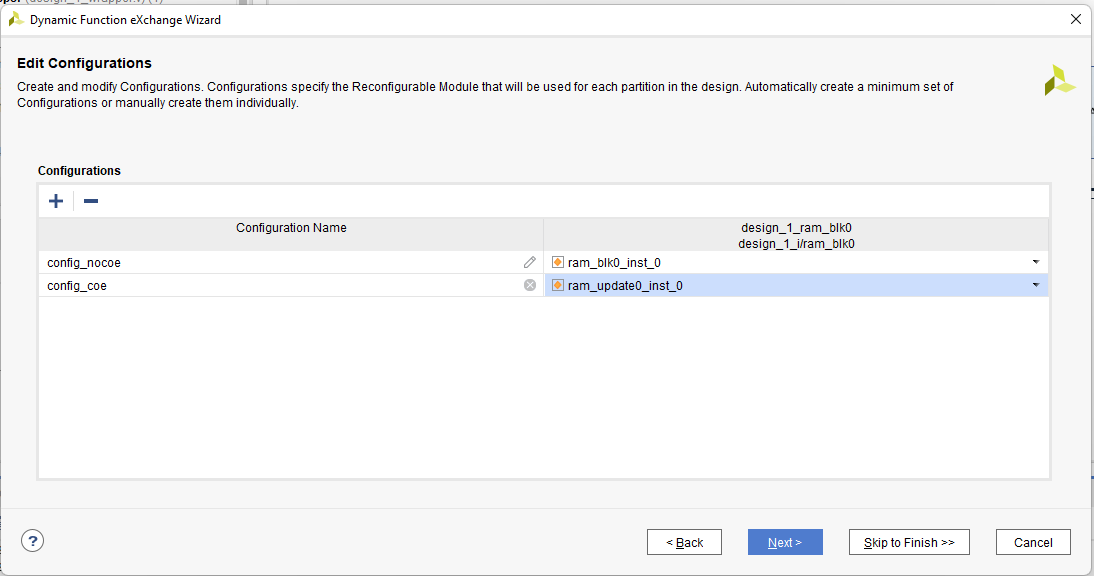 Dynamic Function eXchange Wizard
Edit Configurations
Create and modify Configurations. Configurations specify the Reconfigurable Module that will be used for each partition in the design. Automatically create a minimum set of
Configurations or manually create them individually.
Configurations
Configuration Name
design_1_ram_blk0
design_1_i/ram_blk0
config_nocoe
ram_blk0_inst_0
config_coe
ram_update0_inst_0
?
< Back
Next >
Skip to Finish >>
Cancel